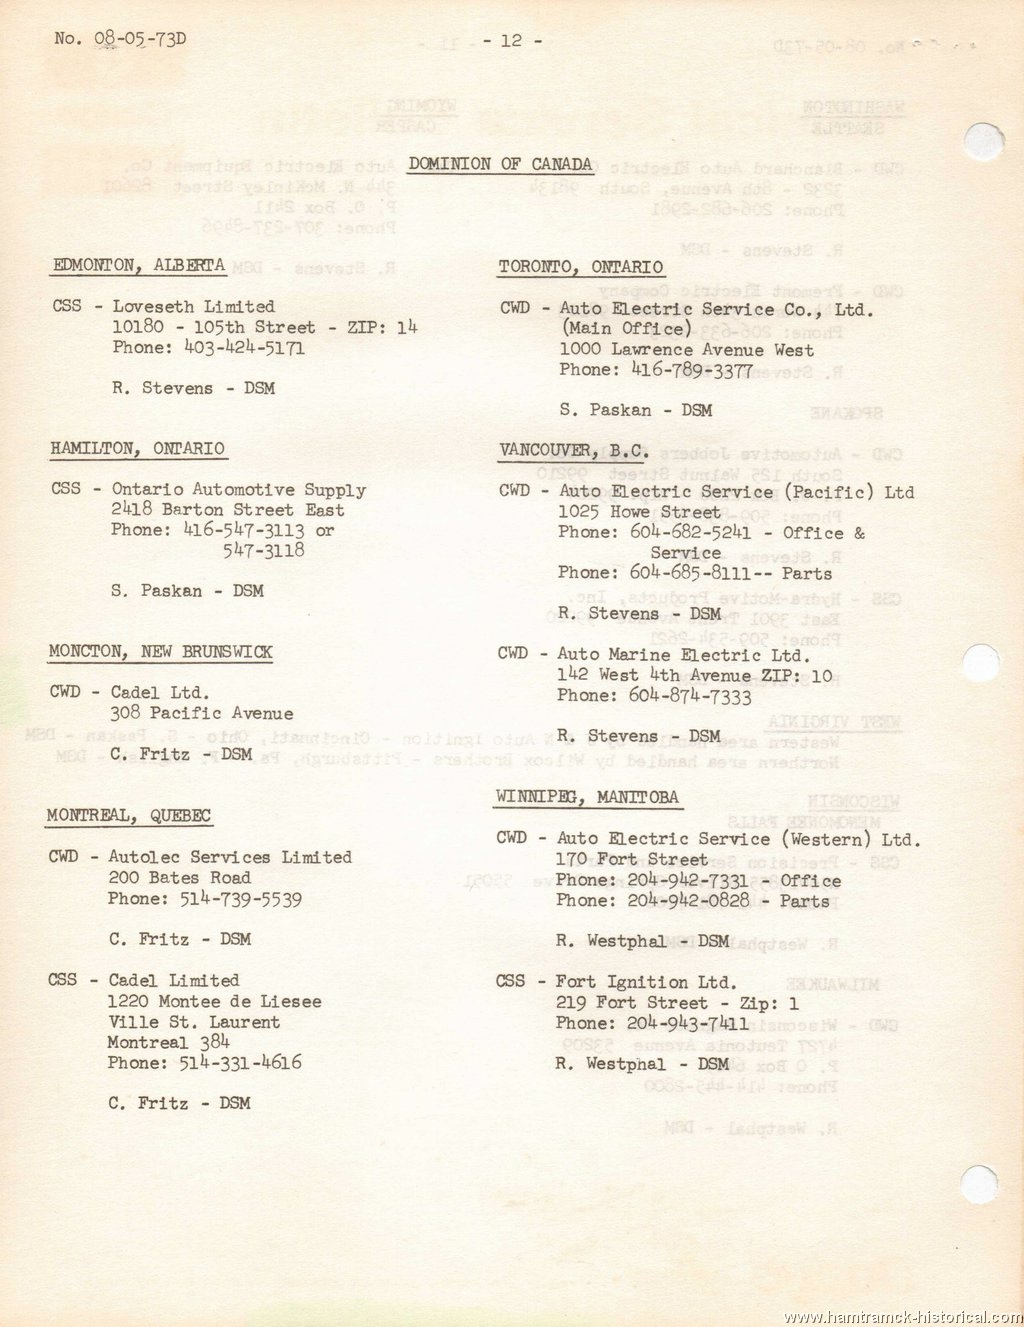 No. 08-05-73D
- 12 -
DOMINION OF CANADA
EDMONTON, ALBERTA
CSS - Loveseth Limited
10180 - 105th Street - ZIP: 14
Phone: 403-424-5171
R. Stevens - DSM
HAMILTON, ONTARIO
CSS - Ontario Automotive Supply
2418 Barton Street East
Phone: 416-547-3113 or
547-3118
S. Paskan - DSM
MONCTON, NEW BRUNSWICK
CWD - Cadel Ltd.
308 Pacific Avenue
C. Fritz - DSM
MONTREAL, QUEBEC
CWD - Autolec Services Limited
200 Bates Road
Phone: 514-739-5539
C. Fritz - DSM
CSS - Cadel Limited
1220 Montee de Liesee
Ville St. Laurent
Montreal 384
Phone: 514-331-4616
C. Fritz - DSM
TORONTO, ONTARIO
CWD - Auto Electric Service Co., Ltd.
(Main Office)
1000 Lawrence Avenue West
Phone: 416-789-3377
S. Paskan - DSM
VANCOUVER, B.C.
CWD - Auto Electric Service (Pacific) Ltd
1025 Howe Street
Phone: 604-682-5241 - Office &
Service
Phone: 604-685-8111-- Parts
R. Stevens - DSM
CWD - Auto Marine Electric Ltd.
142 West 4th Avenue ZIP: 10
Phone: 604-874-7333
R. Stevens - DSM
WINNIPEG, MANITOBA
CWD - Auto Electric Service (Western) Ltd.
170 Fort Street
Phone: 204-942-7331 - Office
Phone: 204-942-0828 - Parts
R. Westphal - DSM
CSS - Fort Ignition Ltd.
219 Fort Street - Zip: 1
Phone: 204-943-7411
R. Westphal - DSM
www.hamtramck-historical.com